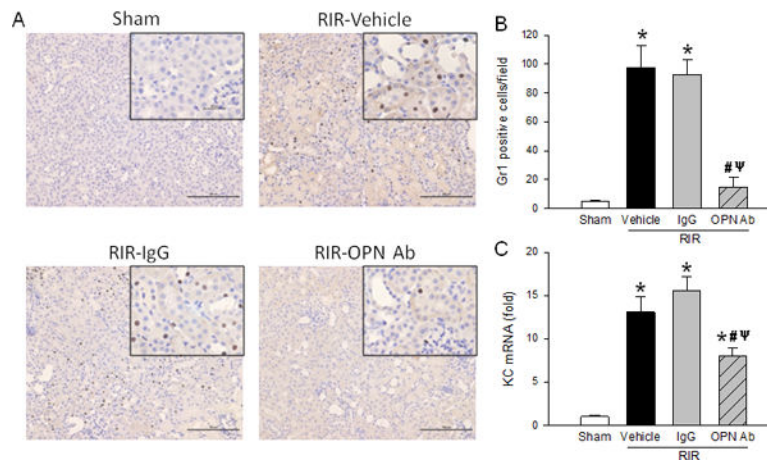 A
Sham
RIR-Vehicle
RIR-IgG
RIR-OPN Ab
B
Gr1 positive cells/field
120
100
80
60
40
20
0
*
*
#Ψ
Sham
Vehicle
IgG
OPN Ab
RIR
C
KC mRNA (fold)
20
15
10
5
0
*
*
*#Ψ
Sham
Vehicle
IgG
OPN Ab
RIR